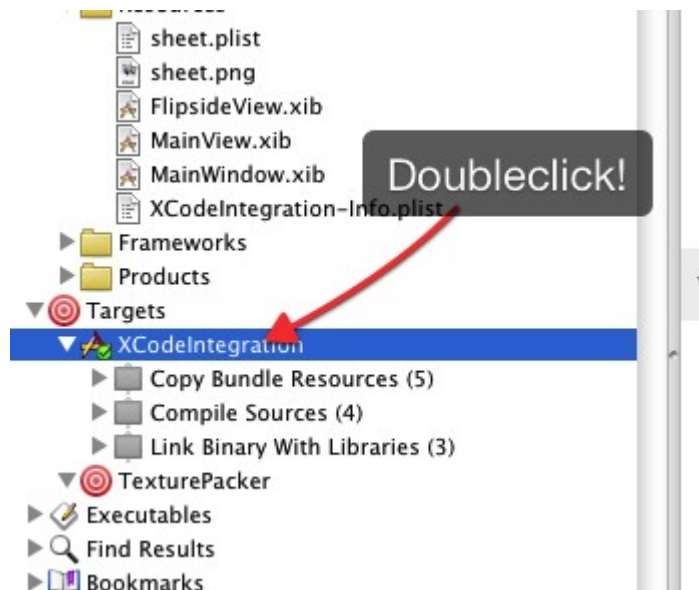 Resources
sheet.plist
sheet.png
FlipsideView.xib
MainView.xib
MainWindow.xib
Doubleclick!
XCodeIntegration-Info.plist
Frameworks
Products
Targets
XCodeIntegration
Copy Bundle Resources (5)
Compile Sources (4)
Link Binary With Libraries (3)
TexturePacker
Executables
Find Results
Bookmarks